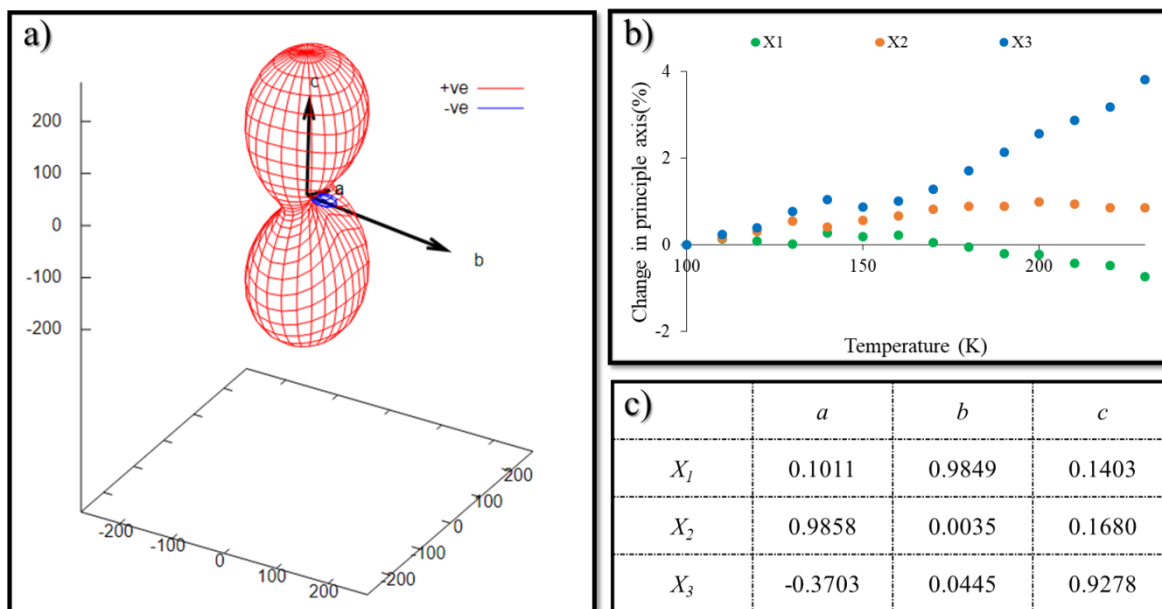 a)
c
+ve
-ve
200
100
0
-100
-200
a
b
200
100
0
-100
-200
-200
-100
0
100
200
b)
X1 X2 X3
Change in principle axis(%)
4
2
0
-2
100 150 200
Temperature (K)
c)
a b c
X1 0.1011 0.9849 0.1403
X2 0.9858 0.0035 0.1680
X3 -0.3703 0.0445 0.9278